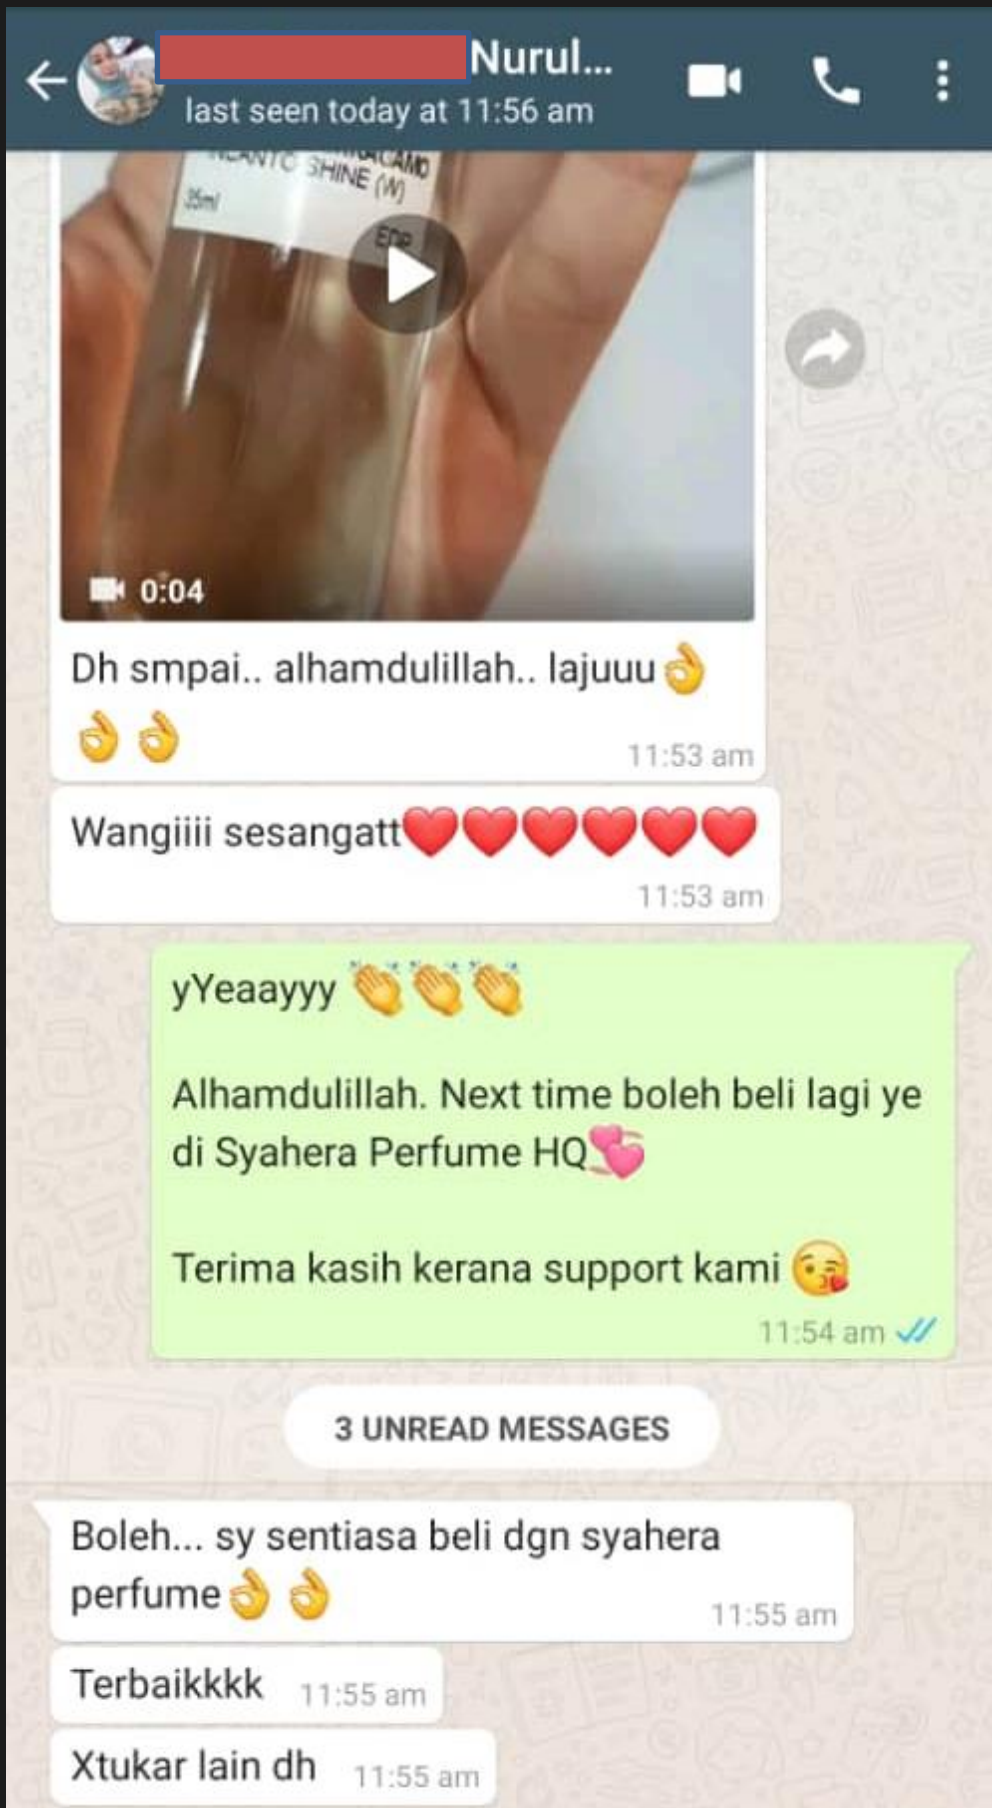 Nurul...
last seen today at 11:56 am
SHINE (W)
35ml
EDP
0:04
Dh smpai.. alhamdulillah.. lajuuu👌
👌👌
11:53 am
Wangiiii sesangatt❤️❤️❤️❤️❤️❤️
11:53 am
yYeaayyy 👏👏👏
Alhamdulillah. Next time boleh beli lagi ye
di Syahera Perfume HQ💞
Terima kasih kerana support kami 😘
11:54 am
3 UNREAD MESSAGES
Boleh... sy sentiasa beli dgn syahera
perfume👌👌
11:55 am
Terbaikkkk 11:55 am
Xtukar lain dh 11:55 am